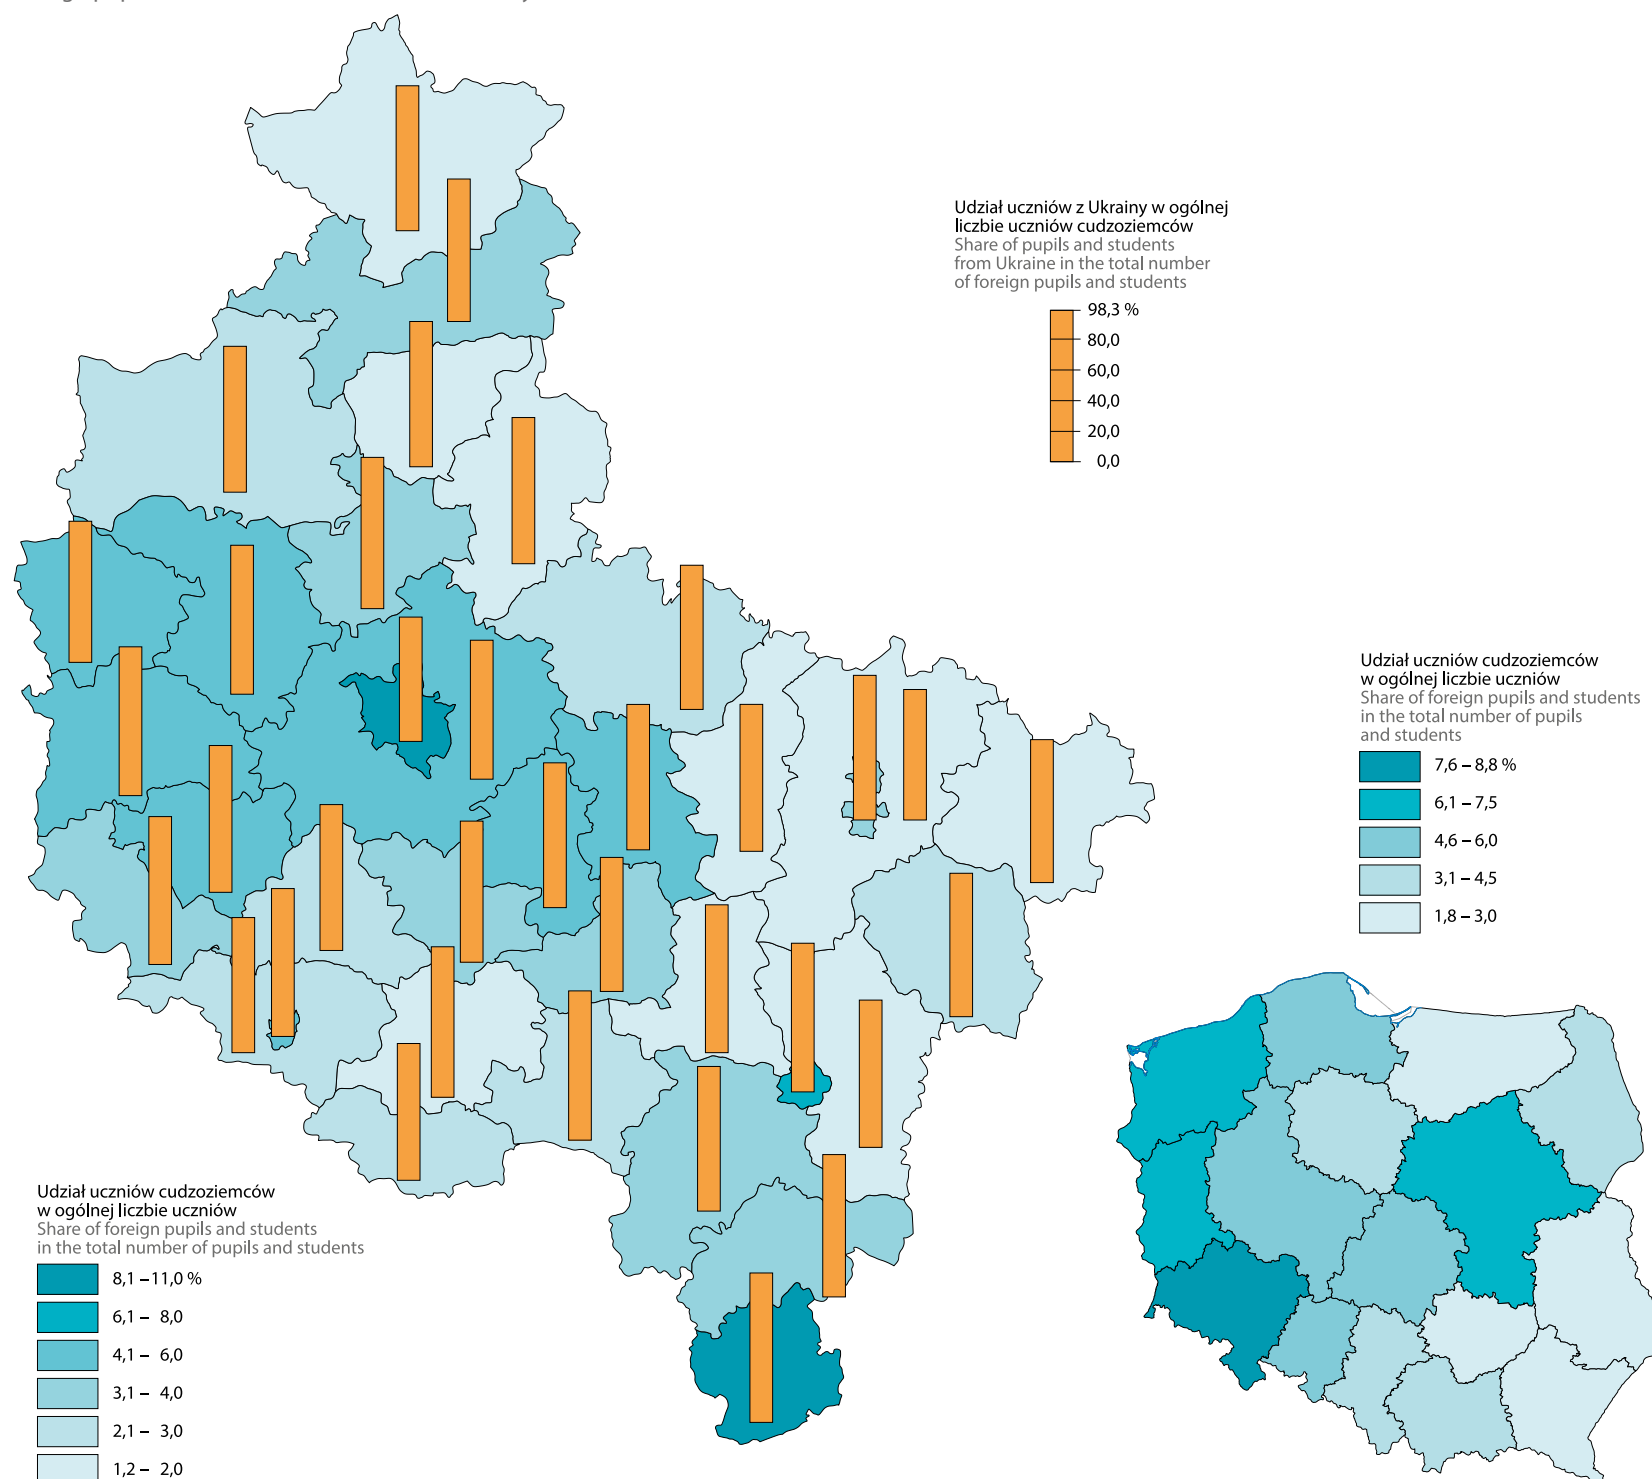 Udział uczniów z Ukrainy w ogólnej
liczbie uczniów cudzoziemców
Share of pupils and students
from Ukraine in the total number
of foreign pupils and students
98,3 %
80,0
60,0
40,0
20,0
0,0
Udział uczniów cudzoziemców
w ogólnej liczbie uczniów
Share of foreign pupils and students
in the total number of pupils
and students
7,6 – 8,8 %
6,1 – 7,5
4,6 – 6,0
3,1 – 4,5
1,8 – 3,0
Udział uczniów cudzoziemców
w ogólnej liczbie uczniów
Share of foreign pupils and students
in the total number of pupils and students
8,1 –11,0 %
6,1 – 8,0
4,1 – 6,0
3,1 – 4,0
2,1 – 3,0
1,2 – 2,0